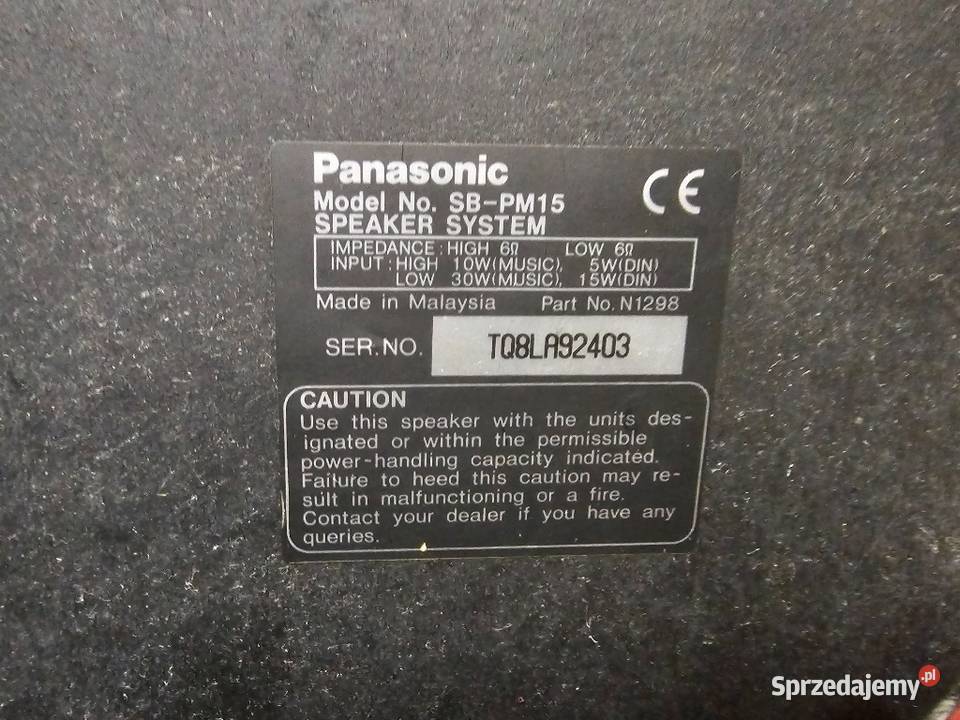 Panasonic
CE
Model No. SB-PM15
SPEAKER SYSTEM
IMPEDANCE : HIGH 6Ω LOW 6Ω
INPUT : HIGH 10W(MUSIC), 5W(DIN)
LOW 30W(MUSIC), 15W(DIN)
Made in Malaysia Part No. N1298
SER. NO. TQ8LA92403
CAUTION
Use this speaker with the units des-
ignated or within the permissible
power-handling capacity indicated.
Failure to heed this caution may re-
sult in malfunctioning or a fire.
Contact your dealer if you have any
queries.
Sprzedajemy.pl